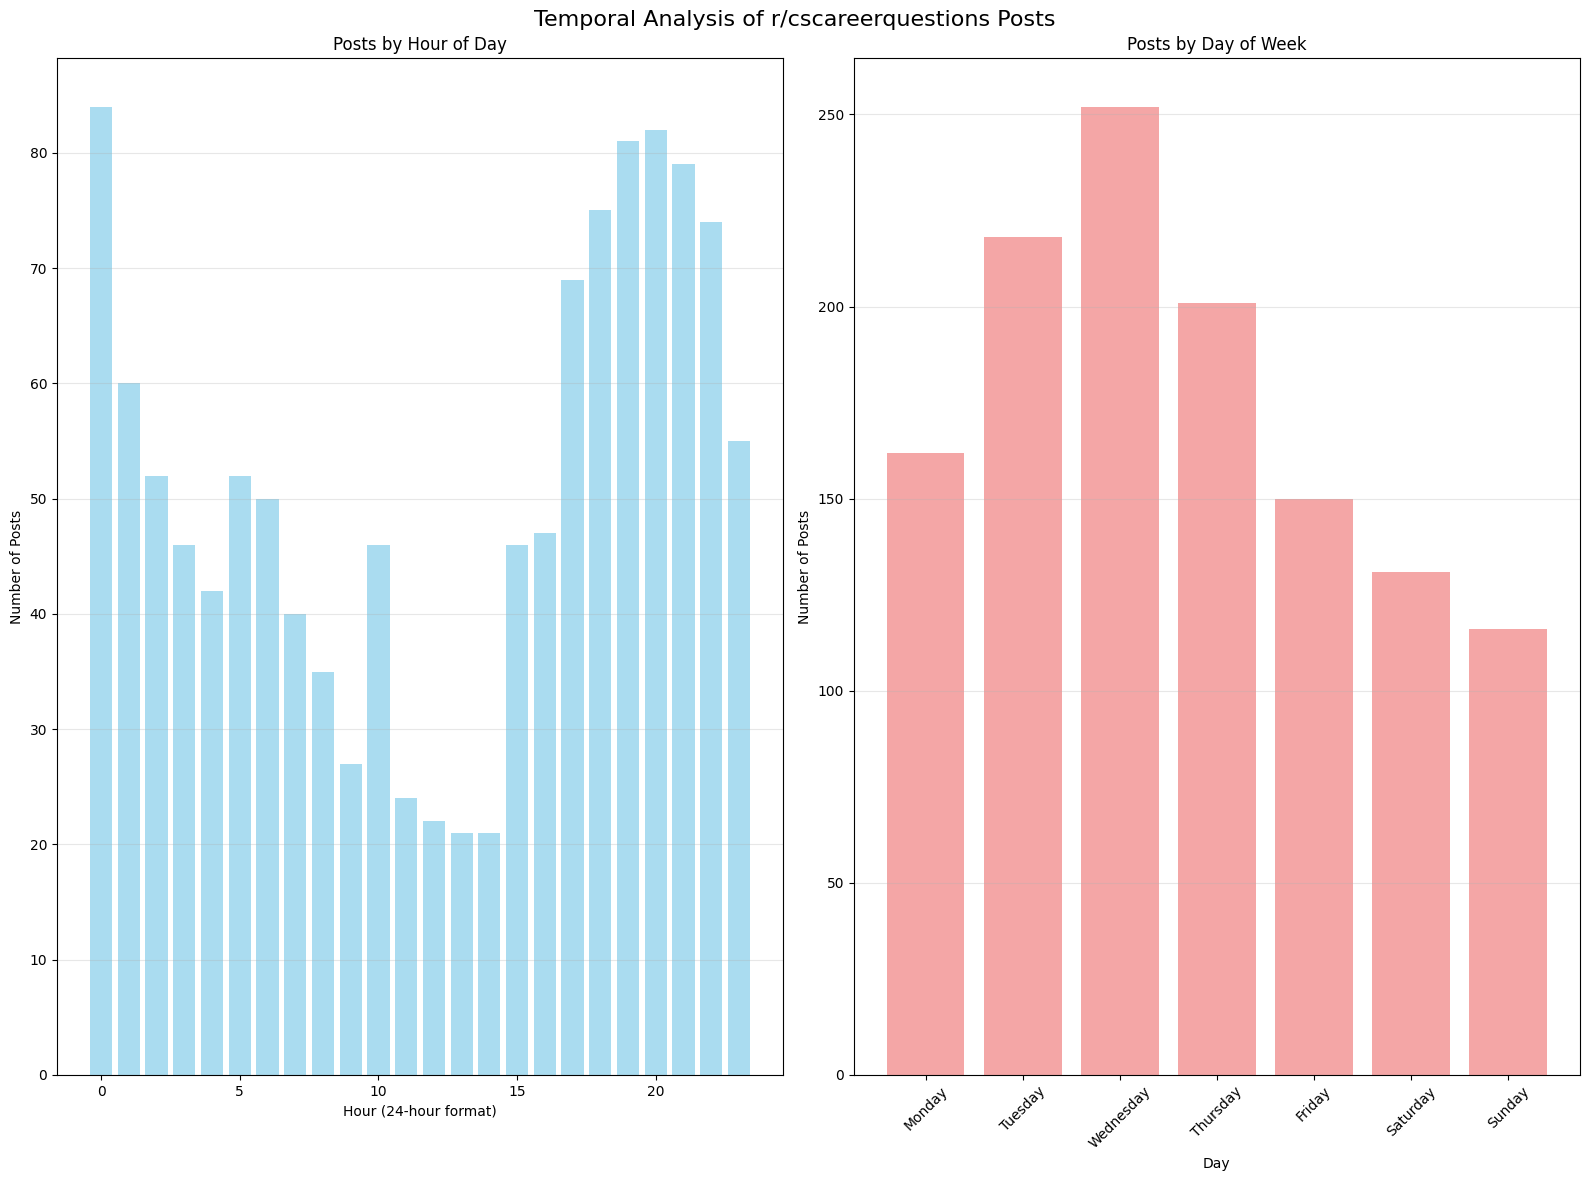 Temporal Analysis of r/cscareerquestions Posts
Posts by Hour of Day
Number of Posts
80
70
60
50
40
30
20
10
0
0 5 10 15 20
Hour (24-hour format)
Posts by Day of Week
Number of Posts
250
200
150
100
50
0
Monday Tuesday Wednesday Thursday Friday Saturday Sunday
Day